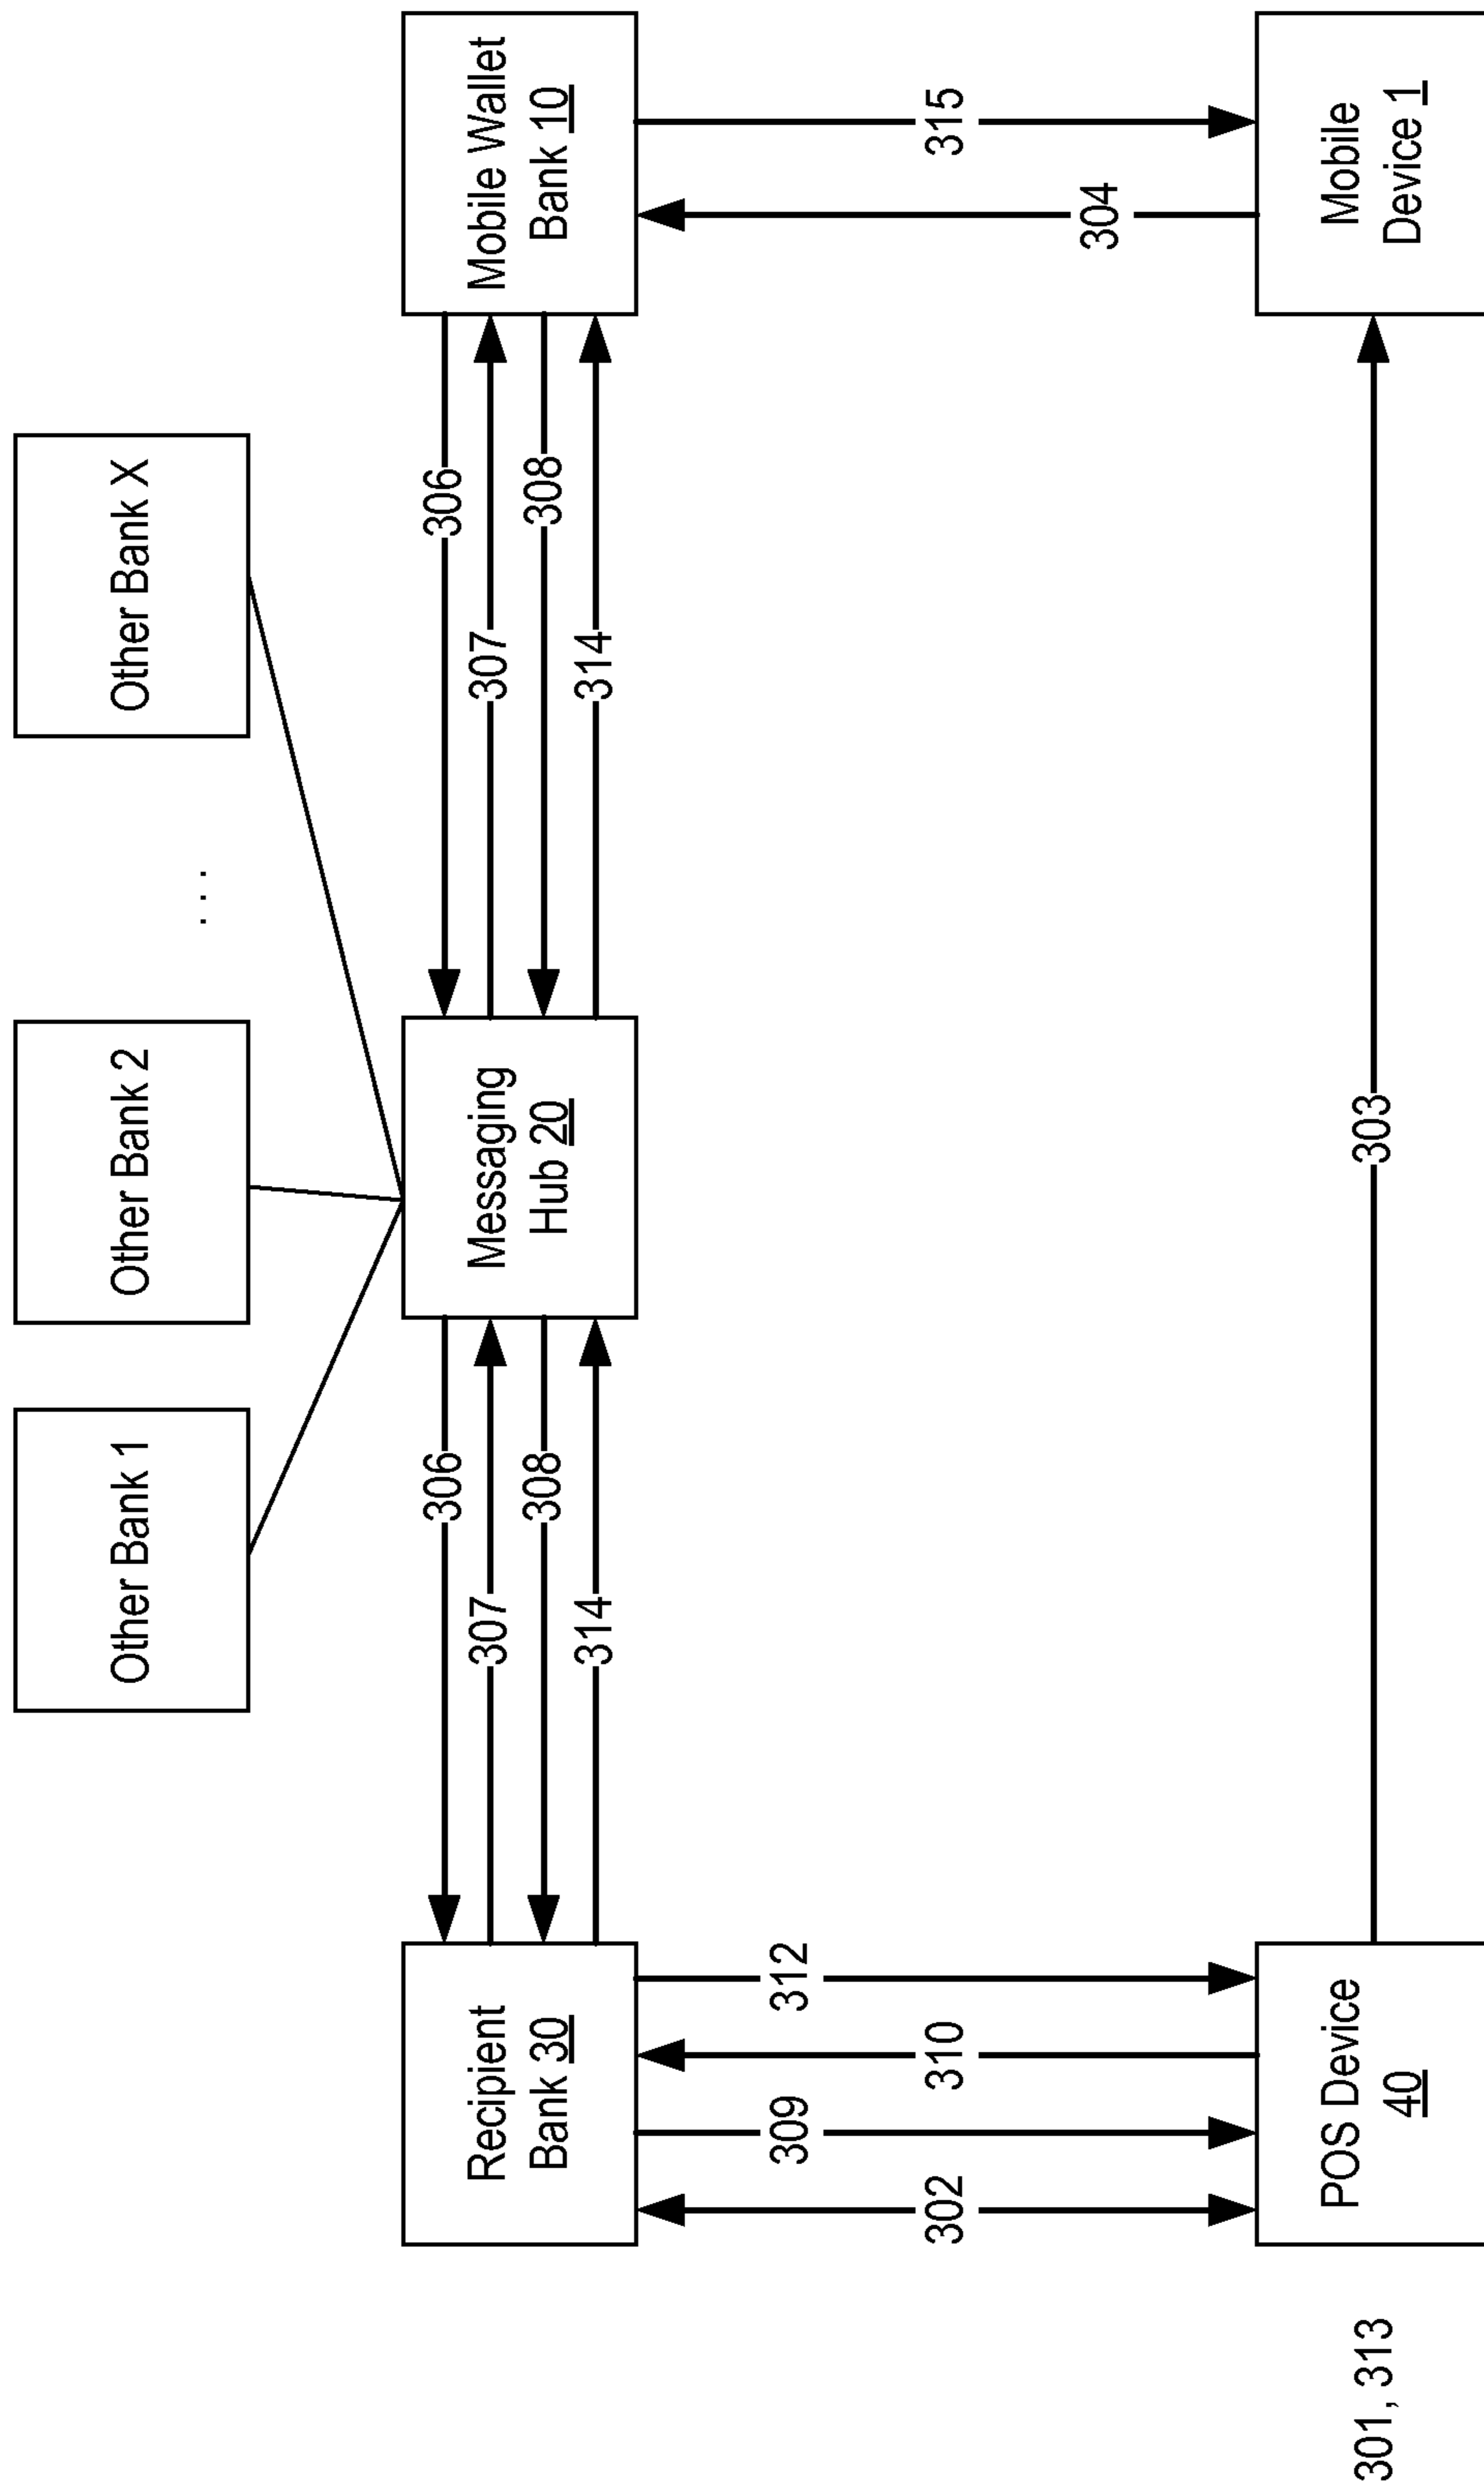 Other Bank 1
Other Bank 2
. . .
Other Bank X
Recipient
Bank 30
306
307
308
314
Messaging
Hub 20
306
307
308
314
Mobile Wallet
Bank 10
302
309
310
312
304
315
301, 313
POS Device
40
303
Mobile
Device 1